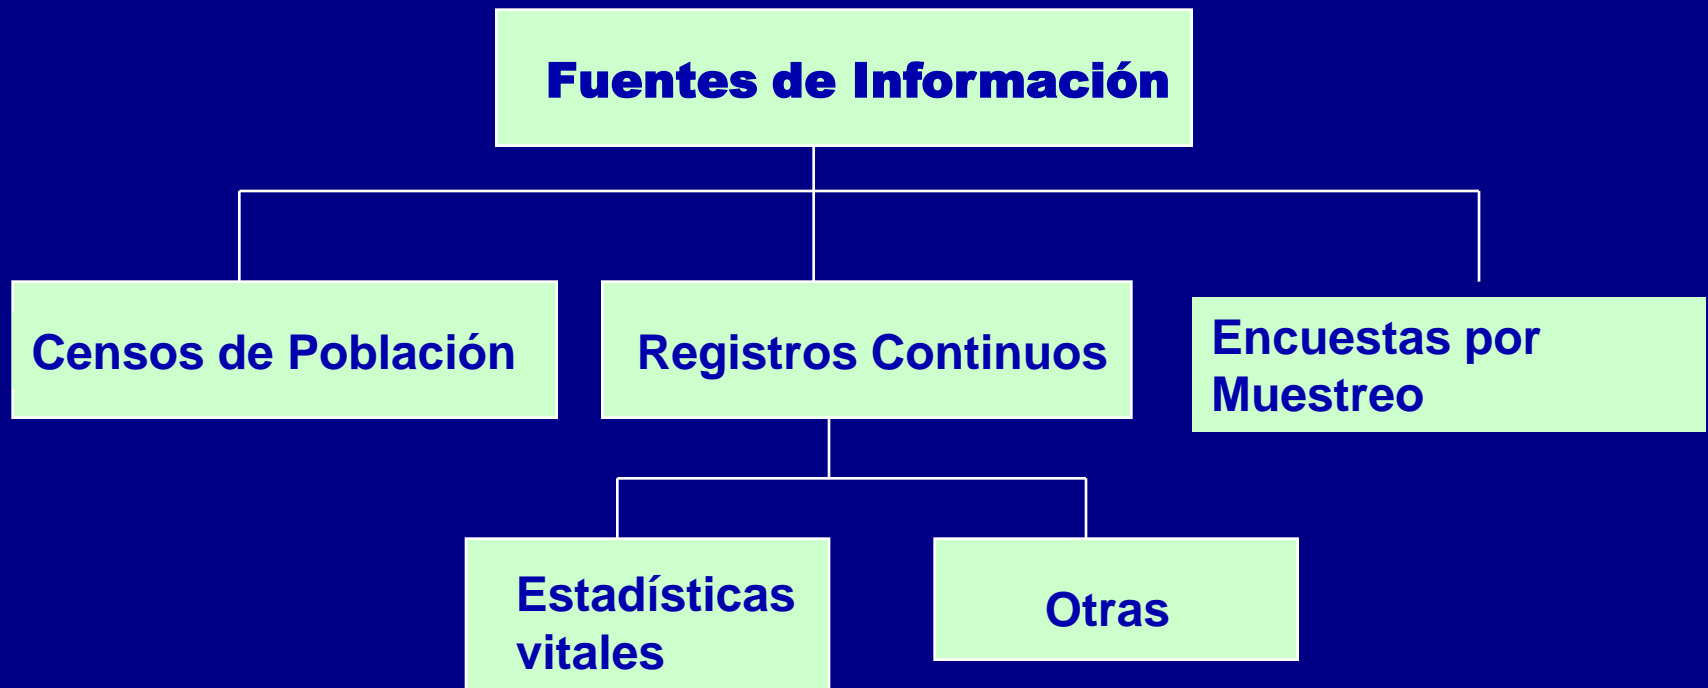 Fuentes de Información
Censos de Población
Registros Continuos
Encuestas por
Muestreo
Estadísticas
vitales
Otras